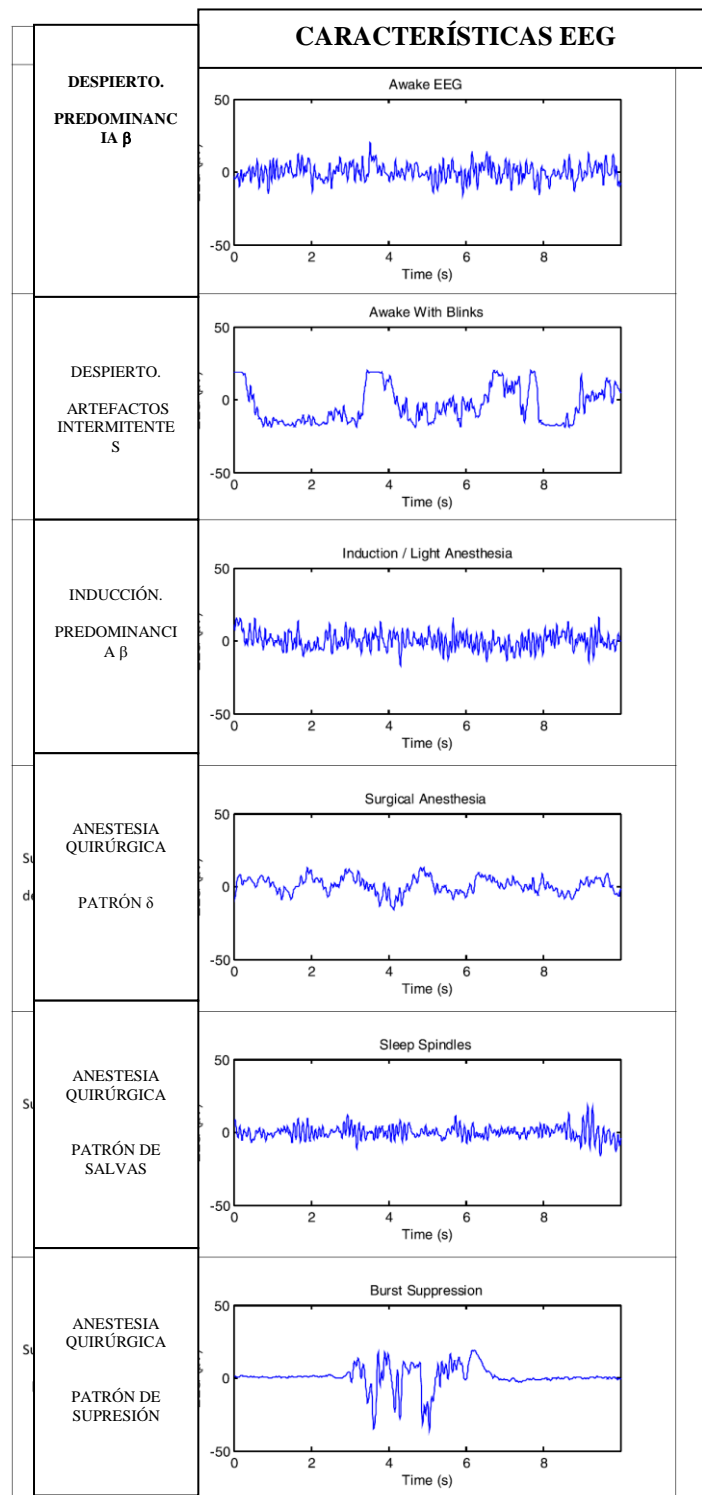 CARACTERÍSTICAS EEG
DESPIERTO.
PREDOMINANC
IA β
Awake EEG
50
0
-50
0 2 4 6 8
Time (s)
DESPIERTO.
ARTEFACTOS
INTERMITENTE
S
Awake With Blinks
50
0
-50
0 2 4 6 8
Time (s)
INDUCCIÓN.
PREDOMINANCI
A β
Induction / Light Anesthesia
50
0
-50
0 2 4 6 8
Time (s)
ANESTESIA
QUIRÚRGICA
PATRÓN δ
Su
de
Surgical Anesthesia
50
0
-50
0 2 4 6 8
Time (s)
ANESTESIA
QUIRÚRGICA
PATRÓN DE
SALVAS
Su
Sleep Spindles
50
0
-50
0 2 4 6 8
Time (s)
ANESTESIA
QUIRÚRGICA
PATRÓN DE
SUPRESIÓN
Su
Burst Suppression
50
0
-50
0 2 4 6 8
Time (s)